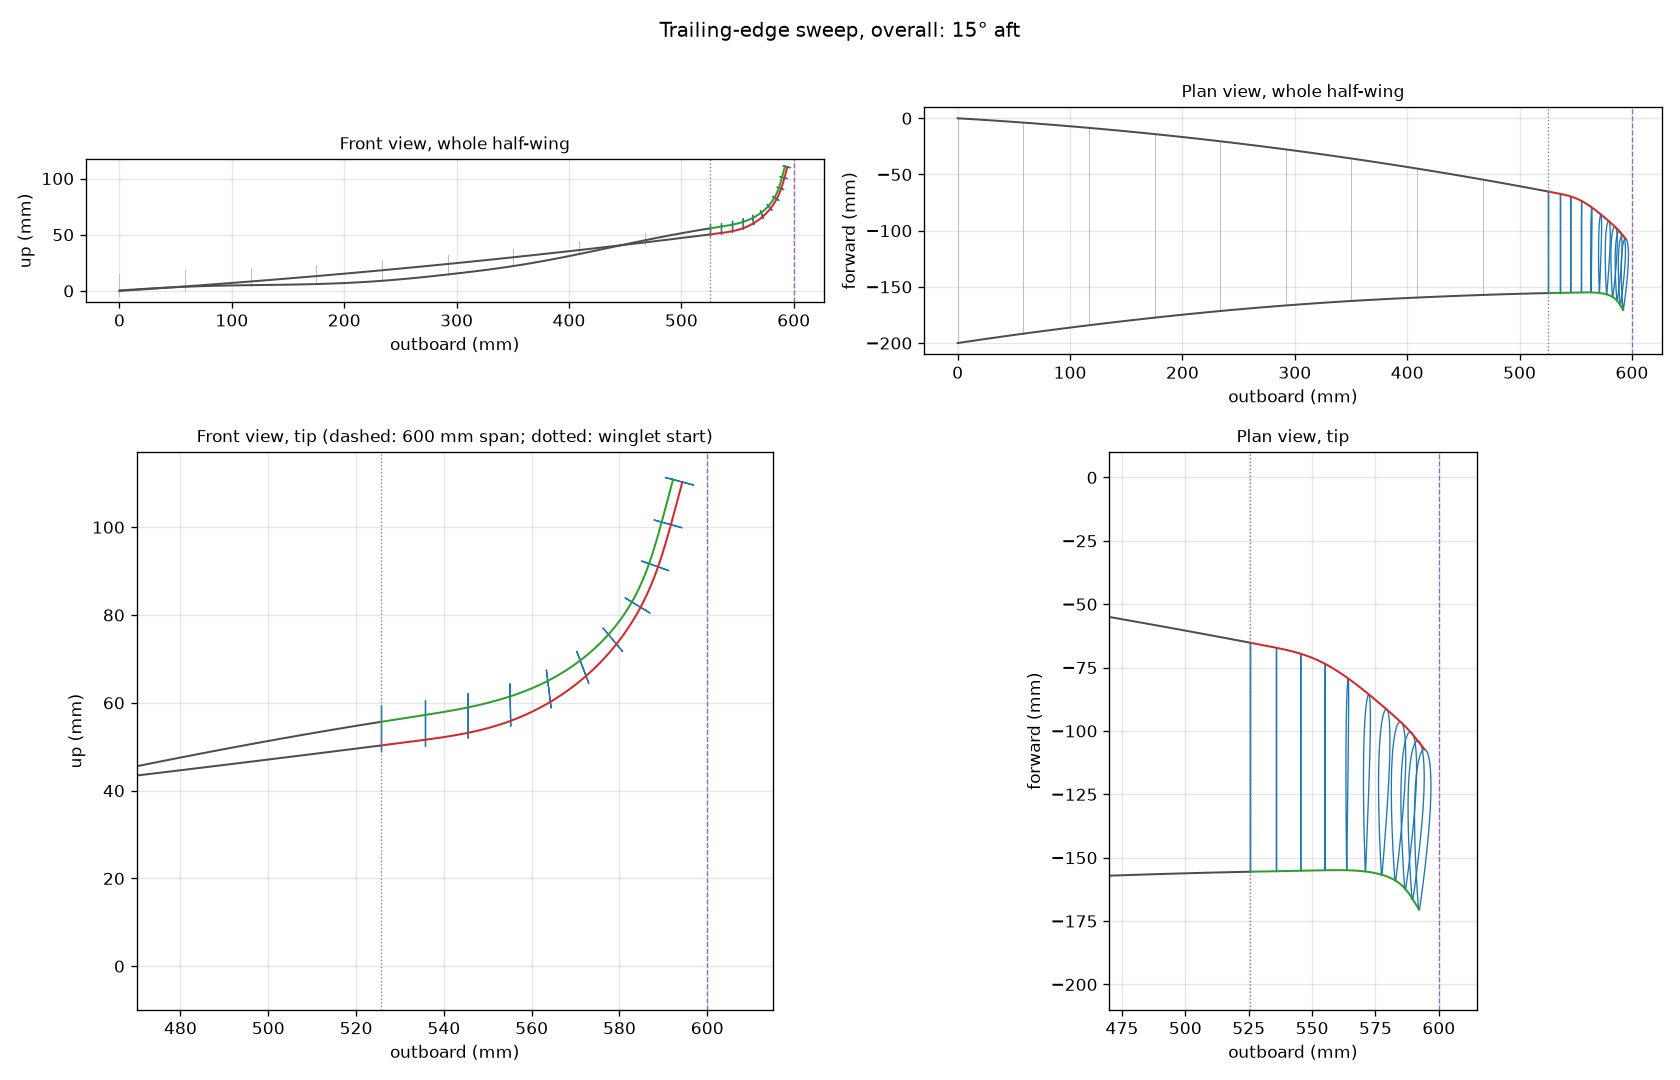 Trailing-edge sweep, overall: 15° aft
Front view, whole half-wing
up (mm)
100
50
0
0 100 200 300 400 500 600
outboard (mm)
Plan view, whole half-wing
forward (mm)
0
−50
−100
−150
−200
0 100 200 300 400 500 600
outboard (mm)
Front view, tip (dashed: 600 mm span; dotted: winglet start)
up (mm)
100
80
60
40
20
0
480 500 520 540 560 580 600
outboard (mm)
Plan view, tip
forward (mm)
0
−25
−50
−75
−100
−125
−150
−175
−200
475 500 525 550 575 600
outboard (mm)